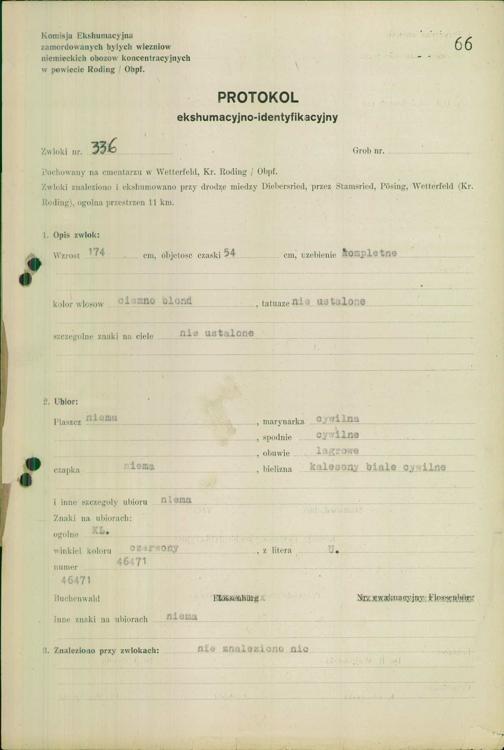 Komisja Ekshumacyjna
zamordowanych byłych wiezniow
niemieckich obozow koncentracyjnych
w powiecie Roding / Obpf.
66
PROTOKOL
ekshumacyjno-identyfikacyjny
Zwloki nr. 336 Grob nr.
Pochowany na cmentarzu w Wetterfeld, Kr. Roding / Obpf.
Zwloki znaleziono i ekshumowano przy drodze miedzy Diebersried, przez Stamsried, Pösing, Wetterfeld (Kr.
Roding), ogolna przestrzen 11 km.
1. Opis zwlok:
Wzrost 174 cm, objetosc czaski 54 cm, uzebienie kompletne
kolor wlosow ciemno blond , tatuaze nie ustalone
szczegolne znaki na ciele nie ustalone
2. Ubior:
Plaszcz niema , marynarka cywilna
, spodnie cywilne
, obuwie lagrowe
czapka niema , bielizna kalesony biale cywilne
i inne szczegoly ubioru niema
Znaki na ubiorach:
ogolne KL.
winkiel koloru czerwony , z litera U.
numer 46471
46471
Buchenwald Flossenbürg Nr. ewakuacyjny Flossenbürg
Inne znaki na ubiorach niema
3. Znaleziono przy zwlokach: nie znaleziono nic